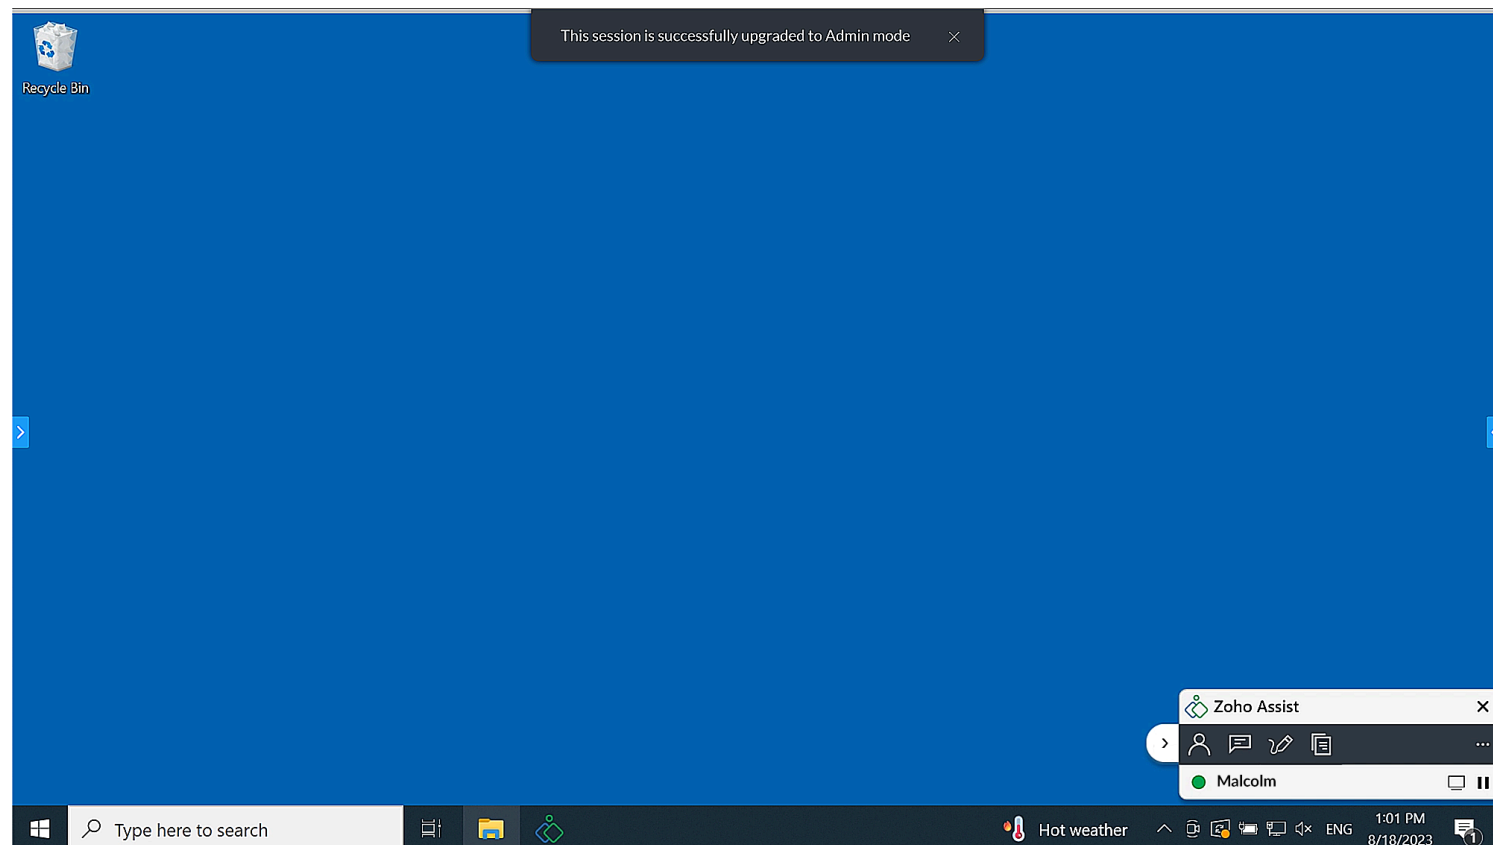 This session is successfully upgraded to Admin mode
Recycle Bin
Zoho Assist
Malcolm
Type here to search
Hot weather
ENG
1:01 PM
8/18/2023
1